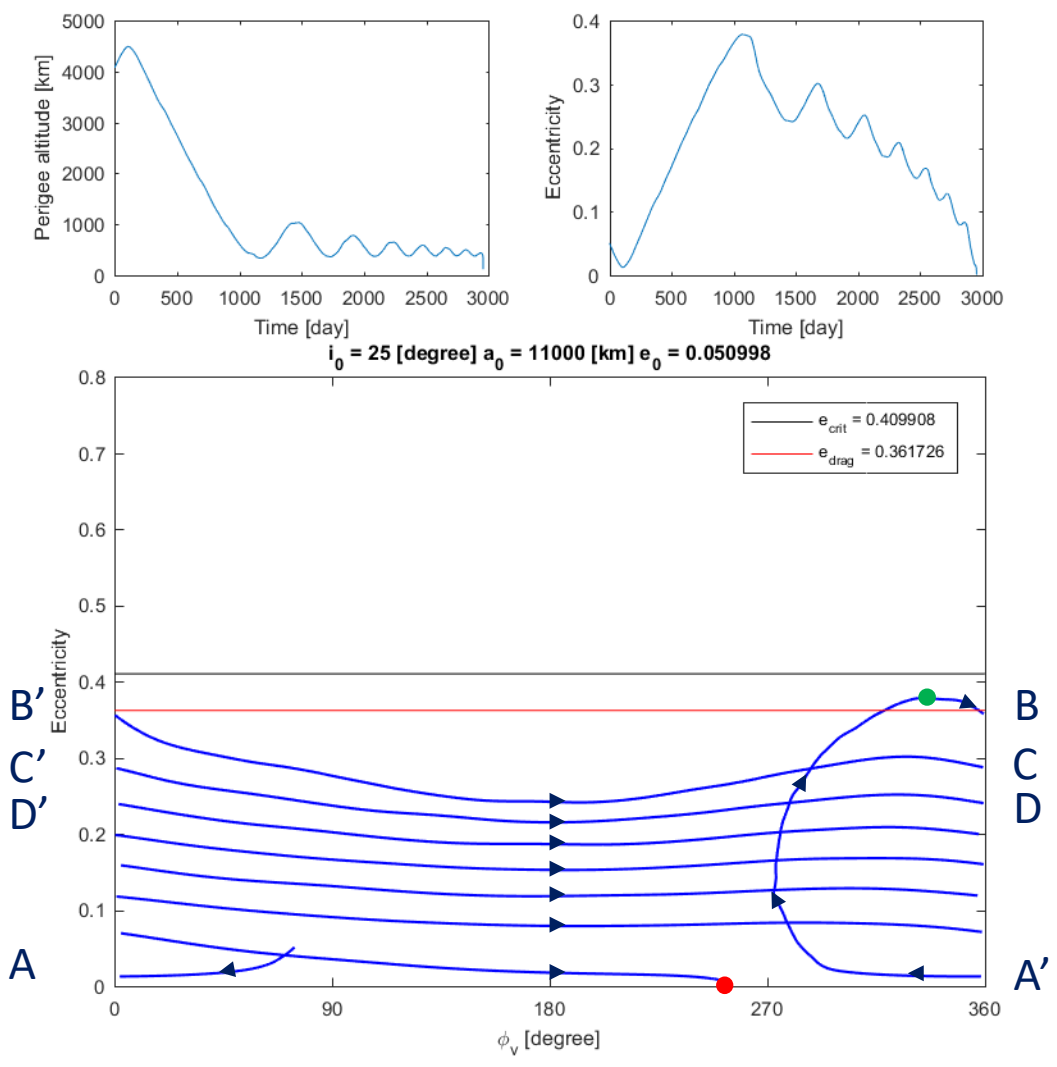 5000
4000
3000
2000
1000
0
Perigee altitude [km]
0 500 1000 1500 2000 2500 3000
Time [day]
0.4
0.3
0.2
0.1
0
Eccentricity
0 500 1000 1500 2000 2500 3000
Time [day]
i0 = 25 [degree] a0 = 11000 [km] e0 = 0.050998
0.8
0.7
0.6
0.5
0.4
0.3
0.2
0.1
0
Eccentricity
ecrit = 0.409908
edrag = 0.361726
B’
C’
D’
A
B
C
D
A’
0 90 180 270 360
ϕv [degree]